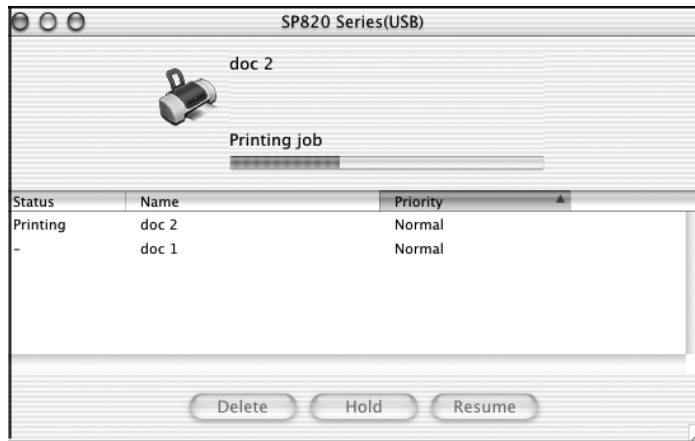 SP820 Series(USB)
doc 2
Printing job
Status Name Priority
Printing doc 2 Normal
- doc 1 Normal
Delete Hold Resume